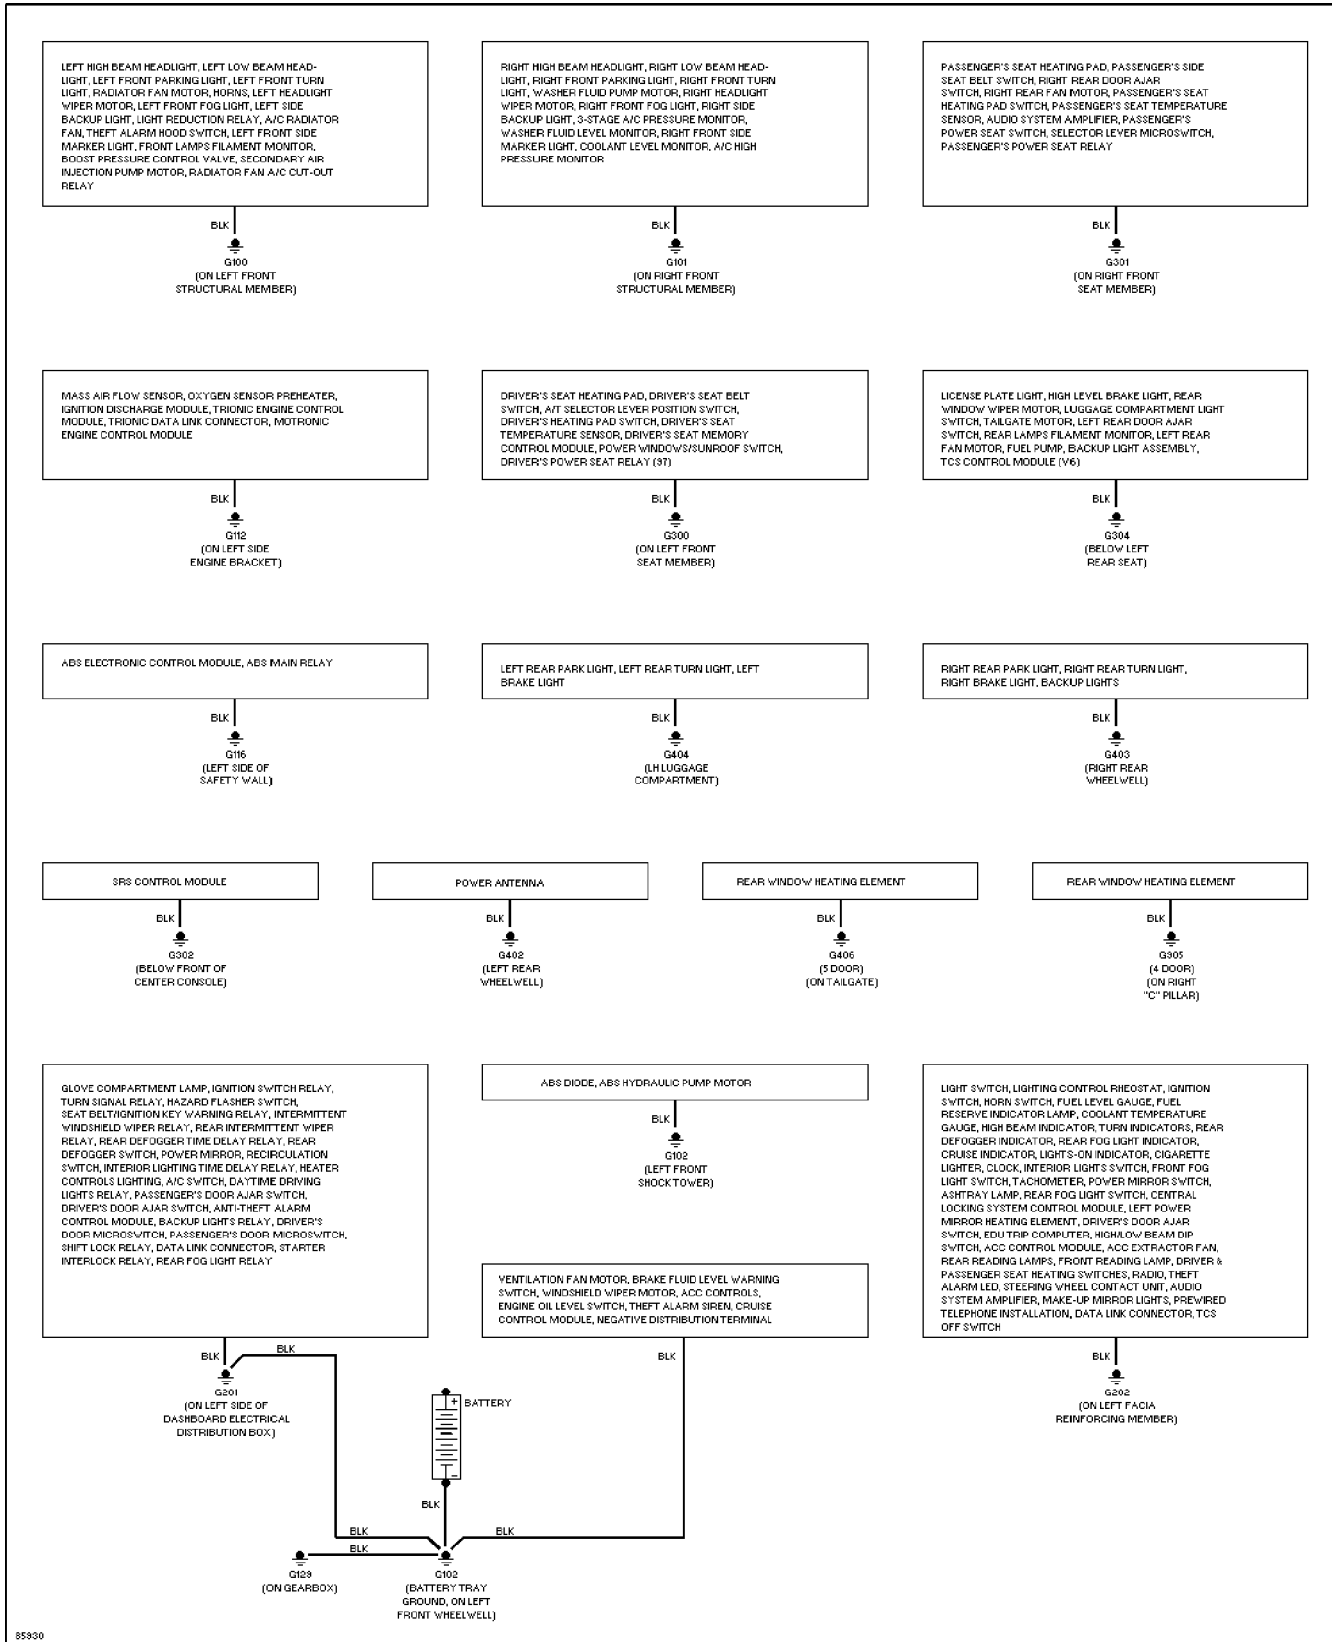 LEFT HIGH BEAM HEADLIGHT, LEFT LOW BEAM HEAD-
LIGHT, LEFT FRONT PARKING LIGHT, LEFT FRONT TURN
LIGHT, RADIATOR FAN MOTOR, HORNS, LEFT HEADLIGHT
WIPER MOTOR, LEFT FRONT FOG LIGHT, LEFT SIDE
BACKUP LIGHT, LIGHT REDUCTION RELAY, A/C RADIATOR
FAN, THEFT ALARM HOOD SWITCH, LEFT FRONT SIDE
MARKER LIGHT, FRONT LAMPS FILAMENT MONITOR,
BOOST PRESSURE CONTROL VALVE, SECONDARY AIR
INJECTION PUMP MOTOR, RADIATOR FAN A/C CUT-OUT
RELAY
BLK
G100
(ON LEFT FRONT
STRUCTURAL MEMBER)
RIGHT HIGH BEAM HEADLIGHT, RIGHT LOW BEAM HEAD-
LIGHT, RIGHT FRONT PARKING LIGHT, RIGHT FRONT TURN
LIGHT, WASHER FLUID PUMP MOTOR, RIGHT HEADLIGHT
WIPER MOTOR, RIGHT FRONT FOG LIGHT, RIGHT SIDE
BACKUP LIGHT, 3-STAGE A/C PRESSURE MONITOR,
WASHER FLUID LEVEL MONITOR, RIGHT FRONT SIDE
MARKER LIGHT, COOLANT LEVEL MONITOR, A/C HIGH
PRESSURE MONITOR
BLK
G101
(ON RIGHT FRONT
STRUCTURAL MEMBER)
PASSENGER'S SEAT HEATING PAD, PASSENGER'S SIDE
SEAT BELT SWITCH, RIGHT REAR DOOR AJAR
SWITCH, RIGHT REAR FAN MOTOR, PASSENGER'S SEAT
HEATING PAD SWITCH, PASSENGER'S SEAT TEMPERATURE
SENSOR, AUDIO SYSTEM AMPLIFIER, PASSENGER'S
POWER SEAT SWITCH, SELECTOR LEVER MICROSWITCH,
PASSENGER'S POWER SEAT RELAY
BLK
G301
(ON RIGHT FRONT
SEAT MEMBER)
MASS AIR FLOW SENSOR, OXYGEN SENSOR PREHEATER,
IGNITION DISCHARGE MODULE, TRIONIC ENGINE CONTROL
MODULE, TRIONIC DATA LINK CONNECTOR, MOTRONIC
ENGINE CONTROL MODULE
BLK
G112
(ON LEFT SIDE
ENGINE BRACKET)
DRIVER'S SEAT HEATING PAD, DRIVER'S SEAT BELT
SWITCH, A/T SELECTOR LEVER POSITION SWITCH,
DRIVER'S HEATING PAD SWITCH, DRIVER'S SEAT
TEMPERATURE SENSOR, DRIVER'S SEAT MEMORY
CONTROL MODULE, POWER WINDOWS/SUNROOF SWITCH,
DRIVER'S POWER SEAT RELAY (97)
BLK
G300
(ON LEFT FRONT
SEAT MEMBER)
LICENSE PLATE LIGHT, HIGH LEVEL BRAKE LIGHT, REAR
WINDOW WIPER MOTOR, LUGGAGE COMPARTMENT LIGHT
SWITCH, TAILGATE MOTOR, LEFT REAR DOOR AJAR
SWITCH, REAR LAMPS FILAMENT MONITOR, LEFT REAR
FAN MOTOR, FUEL PUMP, BACKUP LIGHT ASSEMBLY,
TCS CONTROL MODULE (V6)
BLK
G304
(BELOW LEFT
REAR SEAT)
ABS ELECTRONIC CONTROL MODULE, ABS MAIN RELAY
BLK
G116
(LEFT SIDE OF
SAFETY WALL)
LEFT REAR PARK LIGHT, LEFT REAR TURN LIGHT, LEFT
BRAKE LIGHT
BLK
G404
(LH LUGGAGE
COMPARTMENT)
RIGHT REAR PARK LIGHT, RIGHT REAR TURN LIGHT,
RIGHT BRAKE LIGHT, BACKUP LIGHTS
BLK
G403
(RIGHT REAR
WHEELWELL)
SRS CONTROL MODULE
BLK
G302
(BELOW FRONT OF
CENTER CONSOLE)
POWER ANTENNA
BLK
G402
(LEFT REAR
WHEELWELL)
REAR WINDOW HEATING ELEMENT
BLK
G406
(5 DOOR)
(ON TAILGATE)
REAR WINDOW HEATING ELEMENT
BLK
G305
(4 DOOR)
(ON RIGHT
"C" PILLAR)
GLOVE COMPARTMENT LAMP, IGNITION SWITCH RELAY,
TURN SIGNAL RELAY, HAZARD FLASHER SWITCH,
SEAT BELT/IGNITION KEY WARNING RELAY, INTERMITTENT
WINDSHIELD WIPER RELAY, REAR INTERMITTENT WIPER
RELAY, REAR DEFOGGER TIME DELAY RELAY, REAR
DEFOGGER SWITCH, POWER MIRROR, RECIRCULATION
SWITCH, INTERIOR LIGHTING TIME DELAY RELAY, HEATER
CONTROLS LIGHTING, A/C SWITCH, DAYTIME DRIVING
LIGHTS RELAY, PASSENGER'S DOOR AJAR SWITCH,
DRIVER'S DOOR AJAR SWITCH, ANTI-THEFT ALARM
CONTROL MODULE, BACKUP LIGHTS RELAY, DRIVER'S
DOOR MICROSWITCH, PASSENGER'S DOOR MICROSWITCH,
SHIFT LOCK RELAY, DATA LINK CONNECTOR, STARTER
INTERLOCK RELAY, REAR FOG LIGHT RELAY
BLK
BLK
G201
(ON LEFT SIDE OF
DASHBOARD ELECTRICAL
DISTRIBUTION BOX)
ABS DIODE, ABS HYDRAULIC PUMP MOTOR
BLK
G102
(LEFT FRONT
SHOCK TOWER)
VENTILATION FAN MOTOR, BRAKE FLUID LEVEL WARNING
SWITCH, WINDSHIELD WIPER MOTOR, ACC CONTROLS,
ENGINE OIL LEVEL SWITCH, THEFT ALARM SIREN, CRUISE
CONTROL MODULE, NEGATIVE DISTRIBUTION TERMINAL
BLK
LIGHT SWITCH, LIGHTING CONTROL RHEOSTAT, IGNITION
SWITCH, HORN SWITCH, FUEL LEVEL GAUGE, FUEL
RESERVE INDICATOR LAMP, COOLANT TEMPERATURE
GAUGE, HIGH BEAM INDICATOR, TURN INDICATORS, REAR
DEFOGGER INDICATOR, REAR FOG LIGHT INDICATOR,
CRUISE INDICATOR, LIGHTS-ON INDICATOR, CIGARETTE
LIGHTER, CLOCK, INTERIOR LIGHTS SWITCH, FRONT FOG
LIGHT SWITCH, TACHOMETER, POWER MIRROR SWITCH,
ASHTRAY LAMP, REAR FOG LIGHT SWITCH, CENTRAL
LOCKING SYSTEM CONTROL MODULE, LEFT POWER
MIRROR HEATING ELEMENT, DRIVER'S DOOR AJAR
SWITCH, EDU TRIP COMPUTER, HIGH/LOW BEAM DIP
SWITCH, ACC CONTROL MODULE, ACC EXTRACTOR FAN,
REAR READING LAMPS, FRONT READING LAMP, DRIVER &
PASSENGER SEAT HEATING SWITCHES, RADIO, THEFT
ALARM LED, STEERING WHEEL CONTACT UNIT, AUDIO
SYSTEM AMPLIFIER, MAKE-UP MIRROR LIGHTS, PREWIRED
TELEPHONE INSTALLATION, DATA LINK CONNECTOR, TCS
OFF SWITCH
BLK
G202
(ON LEFT FACIA
REINFORCING MEMBER)
+
BATTERY
-
BLK
BLK
BLK
BLK
G129
(ON GEARBOX)
G102
(BATTERY TRAY
GROUND, ON LEFT
FRONT WHEELWELL)
85930